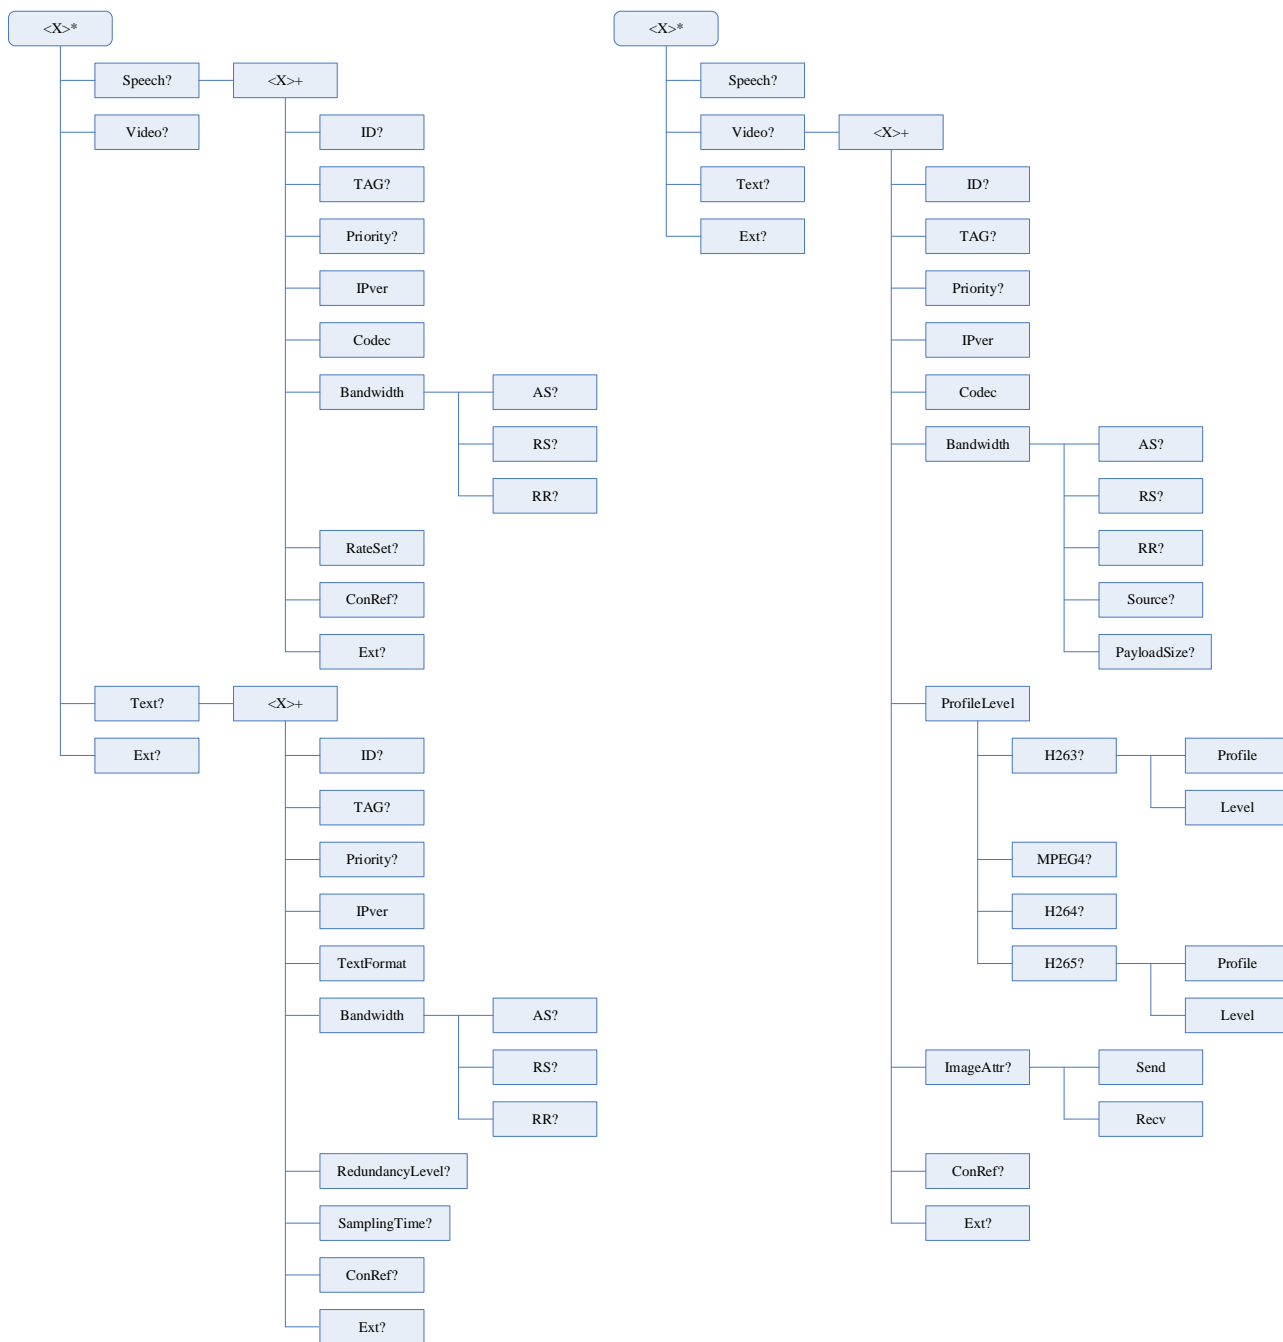 <X>*
Speech?
<X>+
Video?
ID?
TAG?
Priority?
IPver
Codec
Bandwidth
AS?
RS?
RR?
RateSet?
ConRef?
Ext?
Text?
<X>+
Ext?
ID?
TAG?
Priority?
IPver
TextFormat
Bandwidth
AS?
RS?
RR?
RedundancyLevel?
SamplingTime?
ConRef?
Ext?
<X>*
Speech?
Video?
<X>+
Text?
Ext?
ID?
TAG?
Priority?
IPver
Codec
Bandwidth
AS?
RS?
RR?
Source?
PayloadSize?
ProfileLevel
H263?
Profile
Level
MPEG4?
H264?
H265?
Profile
Level
ImageAttr?
Send
Recv
ConRef?
Ext?